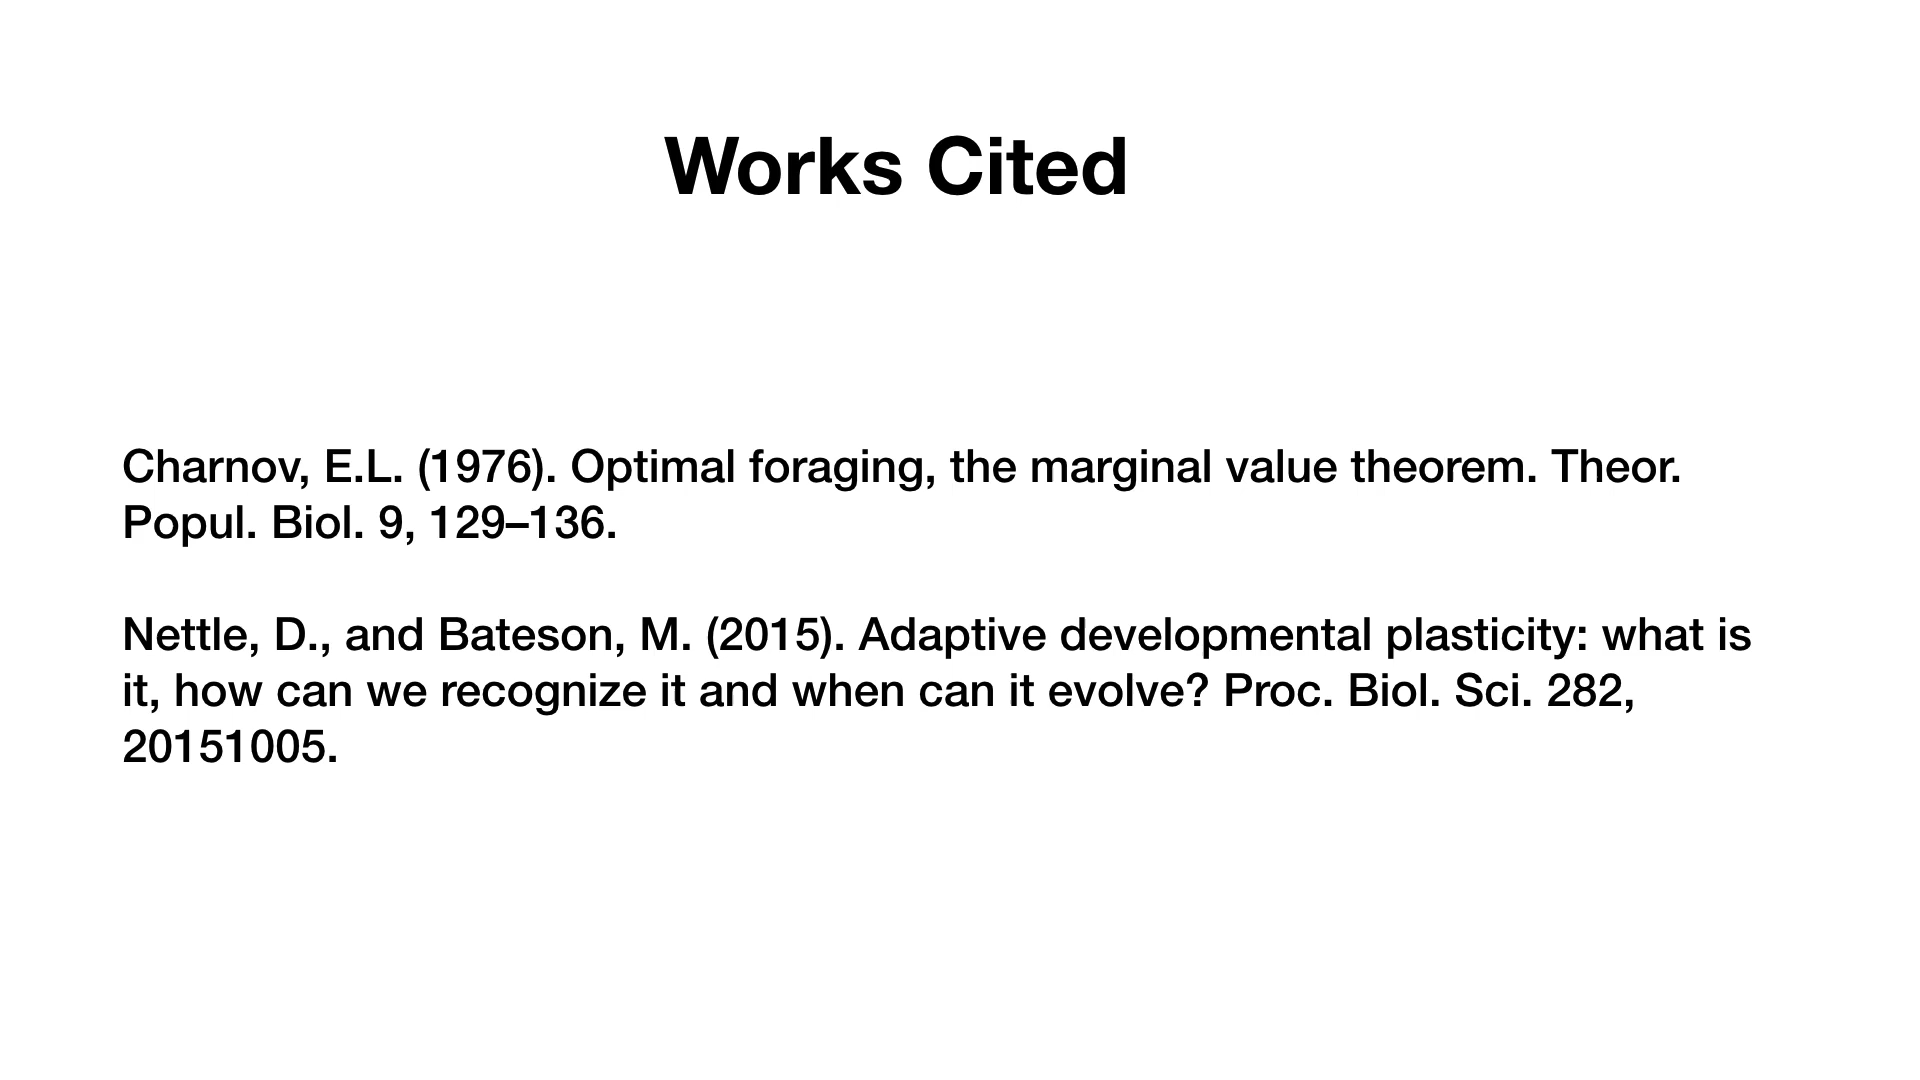 Works Cited
Charnov, E.L. (1976). Optimal foraging, the marginal value theorem. Theor.
Popul. Biol. 9, 129–136.
Nettle, D., and Bateson, M. (2015). Adaptive developmental plasticity: what is
it, how can we recognize it and when can it evolve? Proc. Biol. Sci. 282,
20151005.